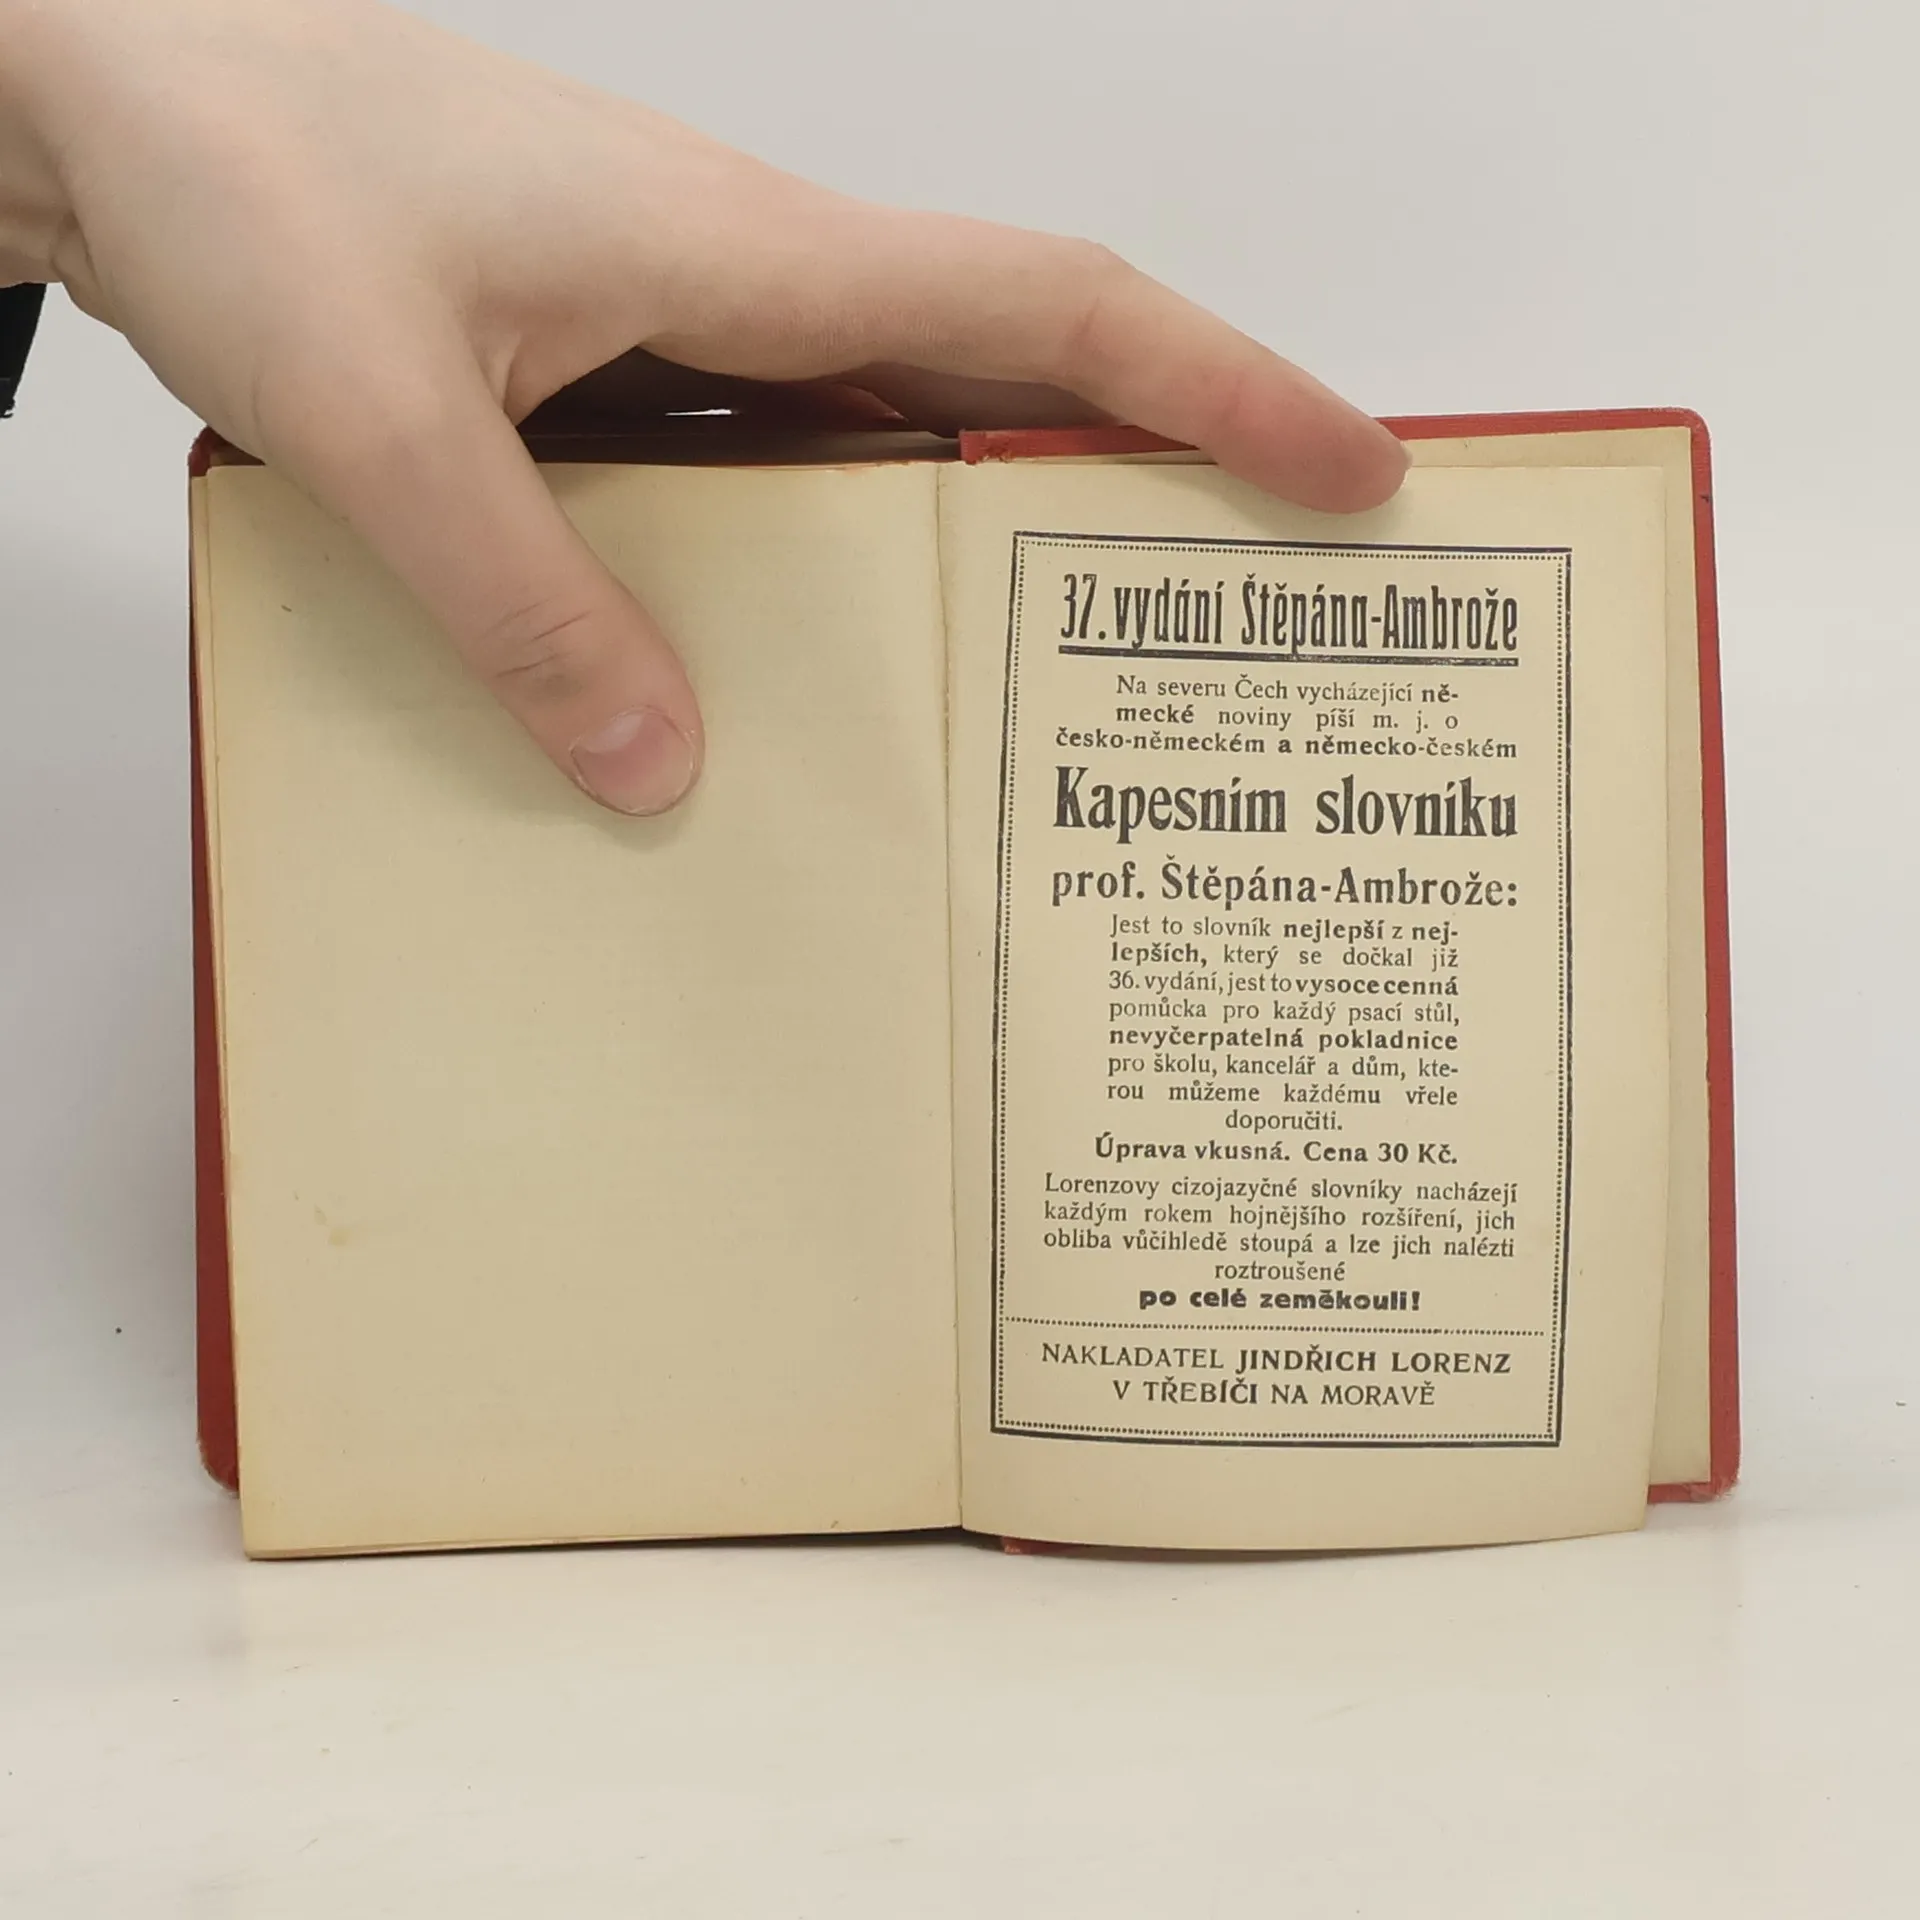 37. vydání Štěpána-Ambrože
Na severu Čech vycházející ně-
mecké noviny píší m. j. o
česko-německém a německo-českém
Kapesním slovníku
prof. Štěpána-Ambrože:
Jest to slovník nejlepší z nej-
lepších, který se dočkal již
36. vydání, jest to vysoce cenná
pomůcka pro každý psací stůl,
nevyčerpatelná pokladnice
pro školu, kancelář a dům, kte-
rou můžeme každému vřele
doporučiti.
Úprava vkusná. Cena 30 Kč.
Lorenzovy cizojazyčné slovníky nacházejí
každým rokem hojnějšího rozšíření, jich
obliba vůčihledě stoupá a lze jich nalézti
roztroušené
po celé zeměkouli!
NAKLADATEL JINDŘICH LORENZ
V TŘEBÍČI NA MORAVĚ